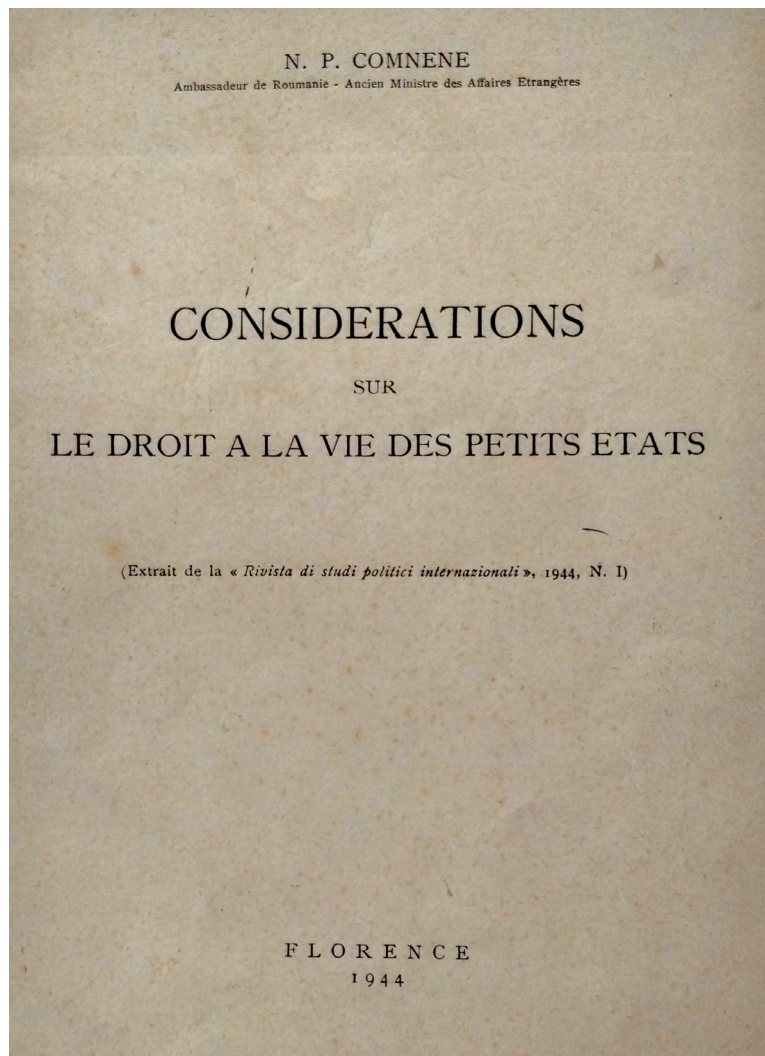 N. P. COMNENE
Ambassadeur de Roumanie - Ancien Ministre des Affaires Etrangères
CONSIDERATIONS
SUR
LE DROIT A LA VIE DES PETITS ETATS
(Extrait de la « Rivista di studi politici internazionali », 1944, N. I)
FLORENCE
1944